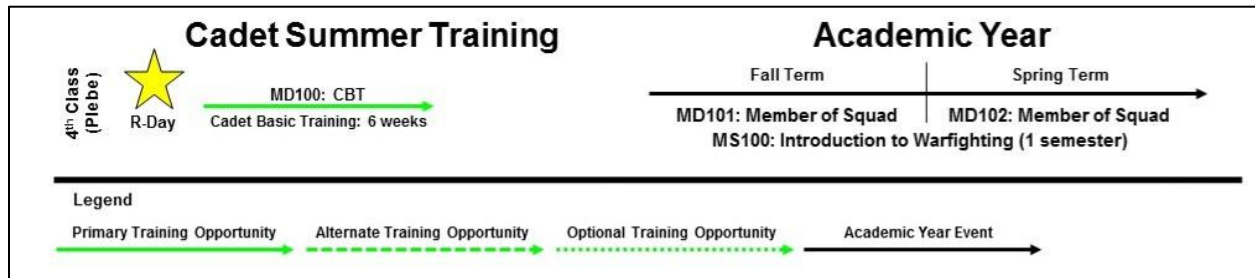 Cadet Summer Training
Academic Year
4th Class
(Plebe)
R-Day
MD100: CBT
Cadet Basic Training: 6 weeks
Fall Term
Spring Term
MD101: Member of Squad
MD102: Member of Squad
MS100: Introduction to Warfighting (1 semester)
Legend
Primary Training Opportunity
Alternate Training Opportunity
Optional Training Opportunity
Academic Year Event